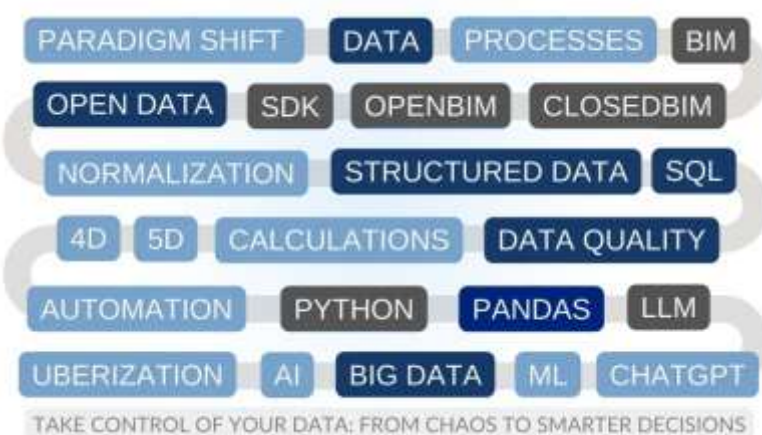 PARADIGM SHIFT DATA PROCESSES BIM
OPEN DATA SDK OPENBIM CLOSEDBIM
NORMALIZATION STRUCTURED DATA SQL
4D 5D CALCULATIONS DATA QUALITY
AUTOMATION PYTHON PANDAS LLM
UBERIZATION AI BIG DATA ML CHATGPT
TAKE CONTROL OF YOUR DATA: FROM CHAOS TO SMARTER DECISIONS